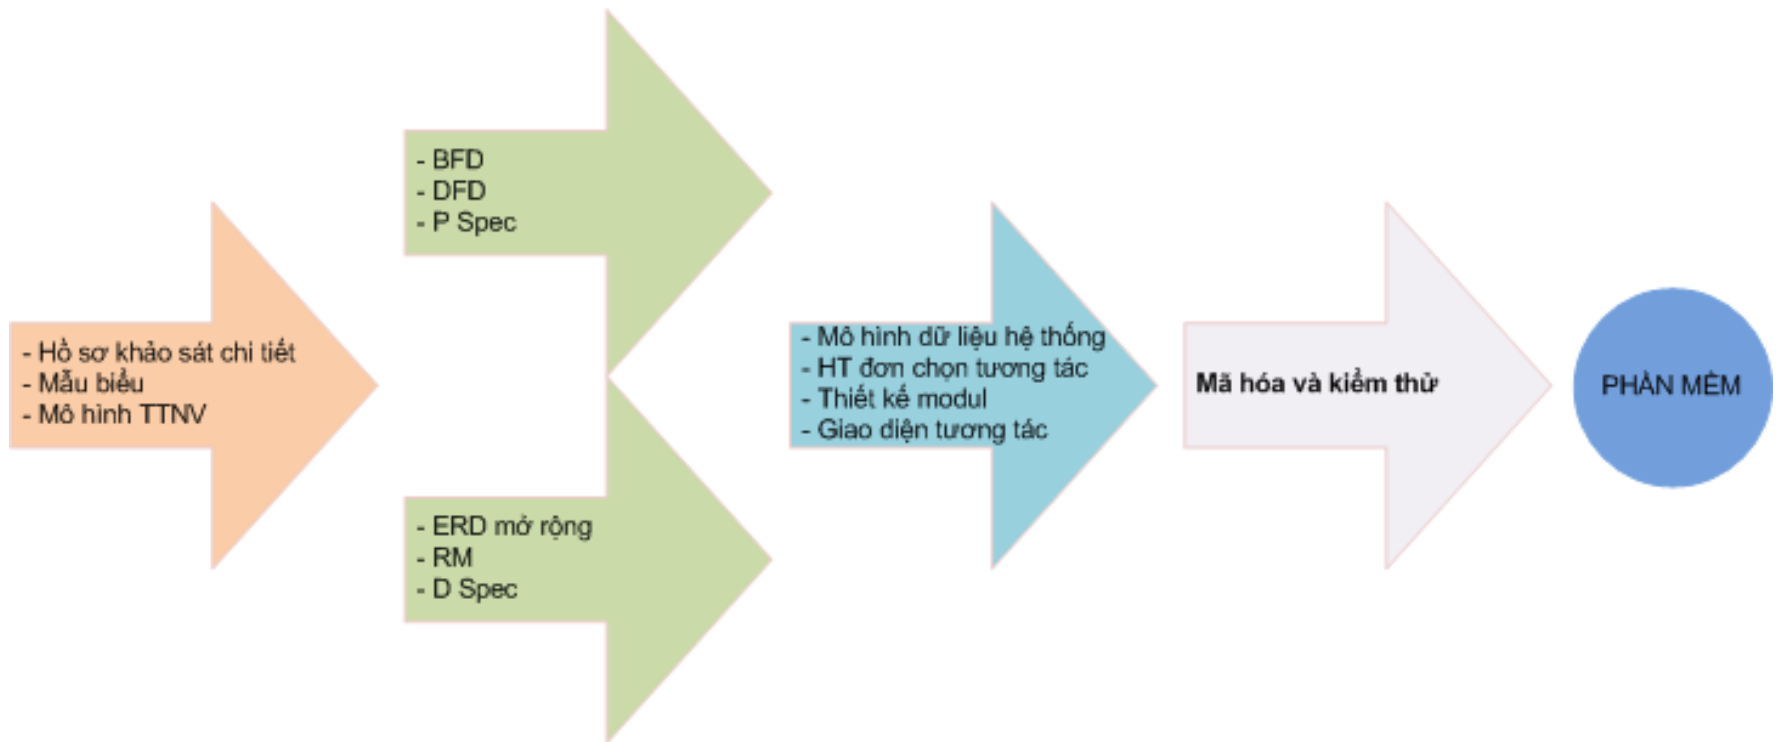 - Hồ sơ khảo sát chi tiết
- Mẫu biểu
- Mô hình TTNV
- BFD
- DFD
- P Spec
- ERD mở rộng
- RM
- D Spec
- Mô hình dữ liệu hệ thống
- HT đơn chọn tương tác
- Thiết kế modul
- Giao diện tương tác
Mã hóa và kiểm thử
PHẦN MỀM